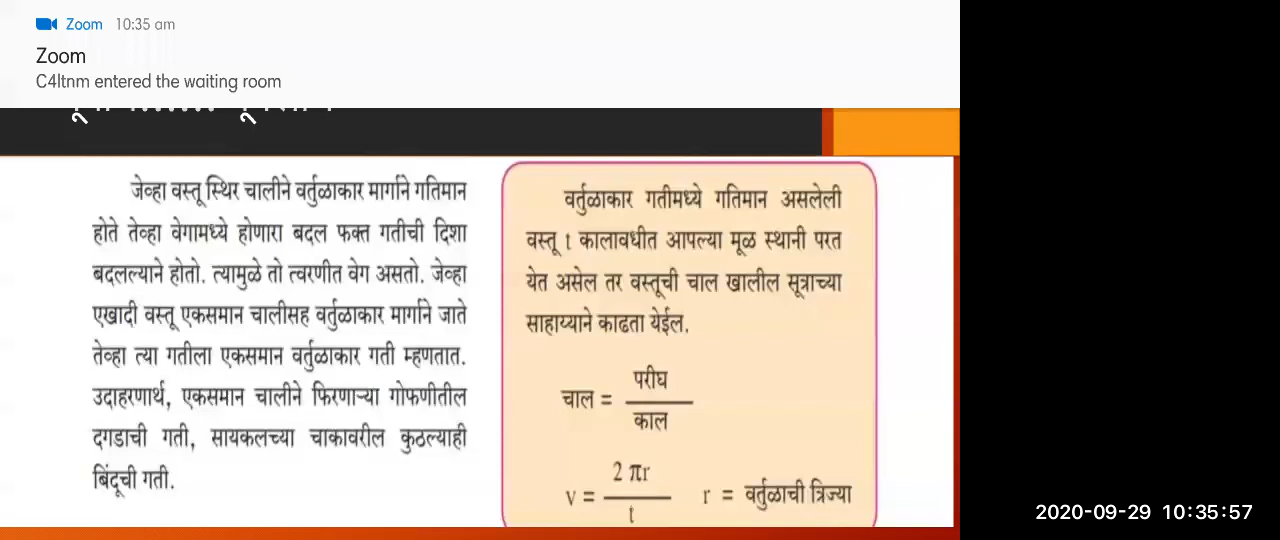 Zoom 10:35 am
Zoom
C4ltnm entered the waiting room
जेव्हा वस्तू स्थिर चालीने वर्तुळाकार मार्गाने गतिमान
होते तेव्हा वेगामध्ये होणारा बदल फक्त गतीची दिशा
बदलल्याने होतो. त्यामुळे तो त्वरणीत वेग असतो. जेव्हा
एखादी वस्तू एकसमान चालीसह वर्तुळाकार मार्गाने जाते
तेव्हा त्या गतीला एकसमान वर्तुळाकार गती म्हणतात.
उदाहरणार्थ, एकसमान चालीने फिरणाऱ्या गोफणीतील
दगडाची गती, सायकलच्या चाकावरील कुठल्याही
बिंदूची गती.
वर्तुळाकार गतीमध्ये गतिमान असलेली
वस्तू t कालावधीत आपल्या मूळ स्थानी परत
येत असेल तर वस्तूची चाल खालील सूत्राच्या
साहाय्याने काढता येईल.
चाल = परीघ
काल
v = 2 πr r = वर्तुळाची त्रिज्या
t
2020-09-29 10:35:57